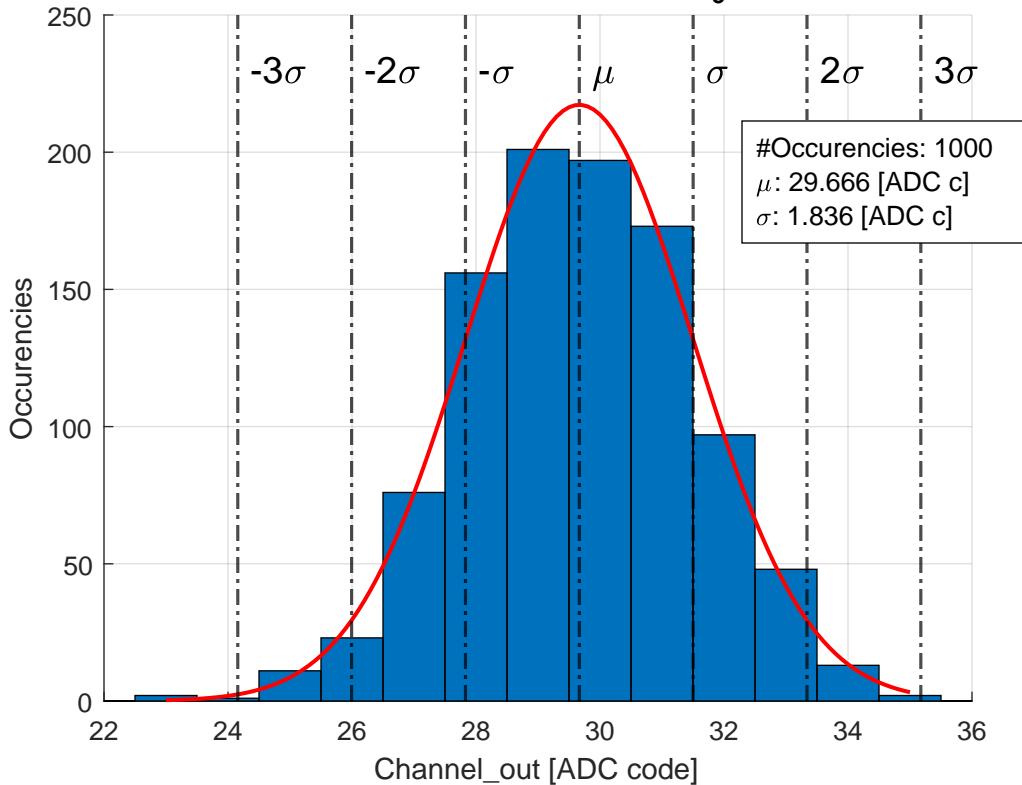 250
200
150
100
50
0
-3σ -2σ -σ μ σ 2σ 3σ
#Occurencies: 1000
μ: 29.666 [ADC c]
σ: 1.836 [ADC c]
Occurencies
22 24 26 28 30 32 34 36
Channel_out [ADC code]